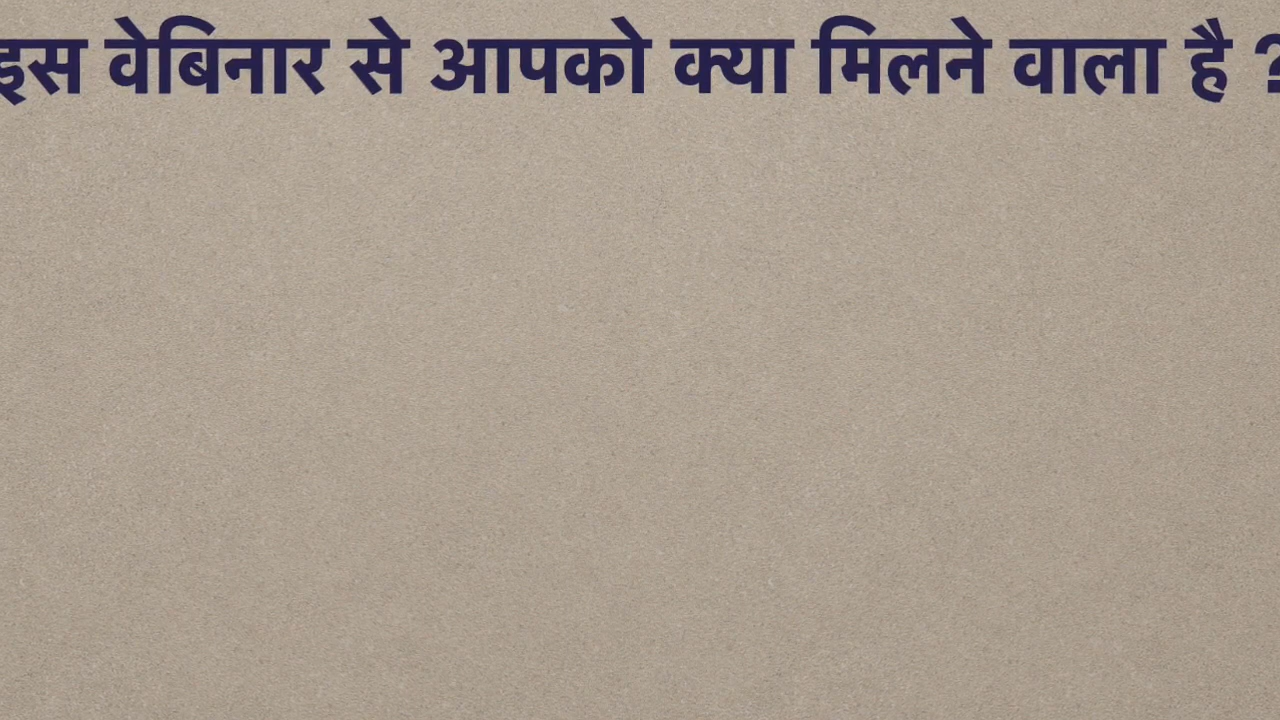 इस वेबिनार से आपको क्या मिलने वाला है ?